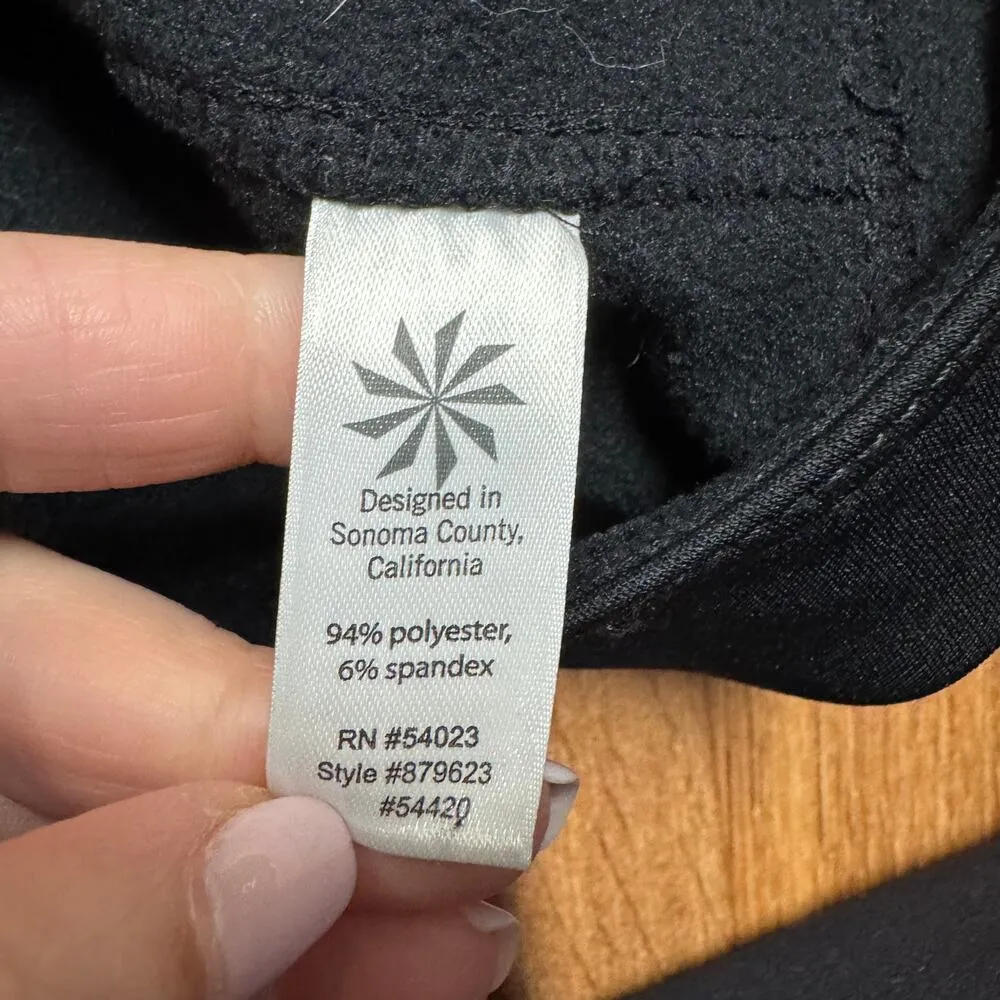 Designed in
Sonoma County,
California
94% polyester,
6% spandex
RN #54023
Style #879623
#54420